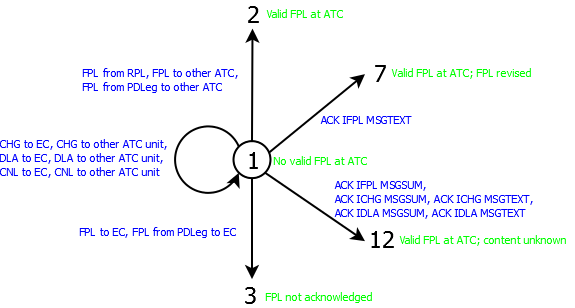 2 Valid FPL at ATC
FPL from RPL, FPL to other ATC,
FPL from PDLeg to other ATC
7 Valid FPL at ATC; FPL revised
ACK IFPL MSGTEXT
CHG to EC, CHG to other ATC unit,
DLA to EC, DLA to other ATC unit,
CNL to EC, CNL to other ATC unit
1 No valid FPL at ATC
ACK IFPL MSGSUM,
ACK ICHG MSGSUM, ACK ICHG MSGTEXT,
ACK IDLA MSGSUM, ACK IDLA MSGTEXT
FPL to EC, FPL from PDLeg to EC
12 Valid FPL at ATC; content unknown
3 FPL not acknowledged